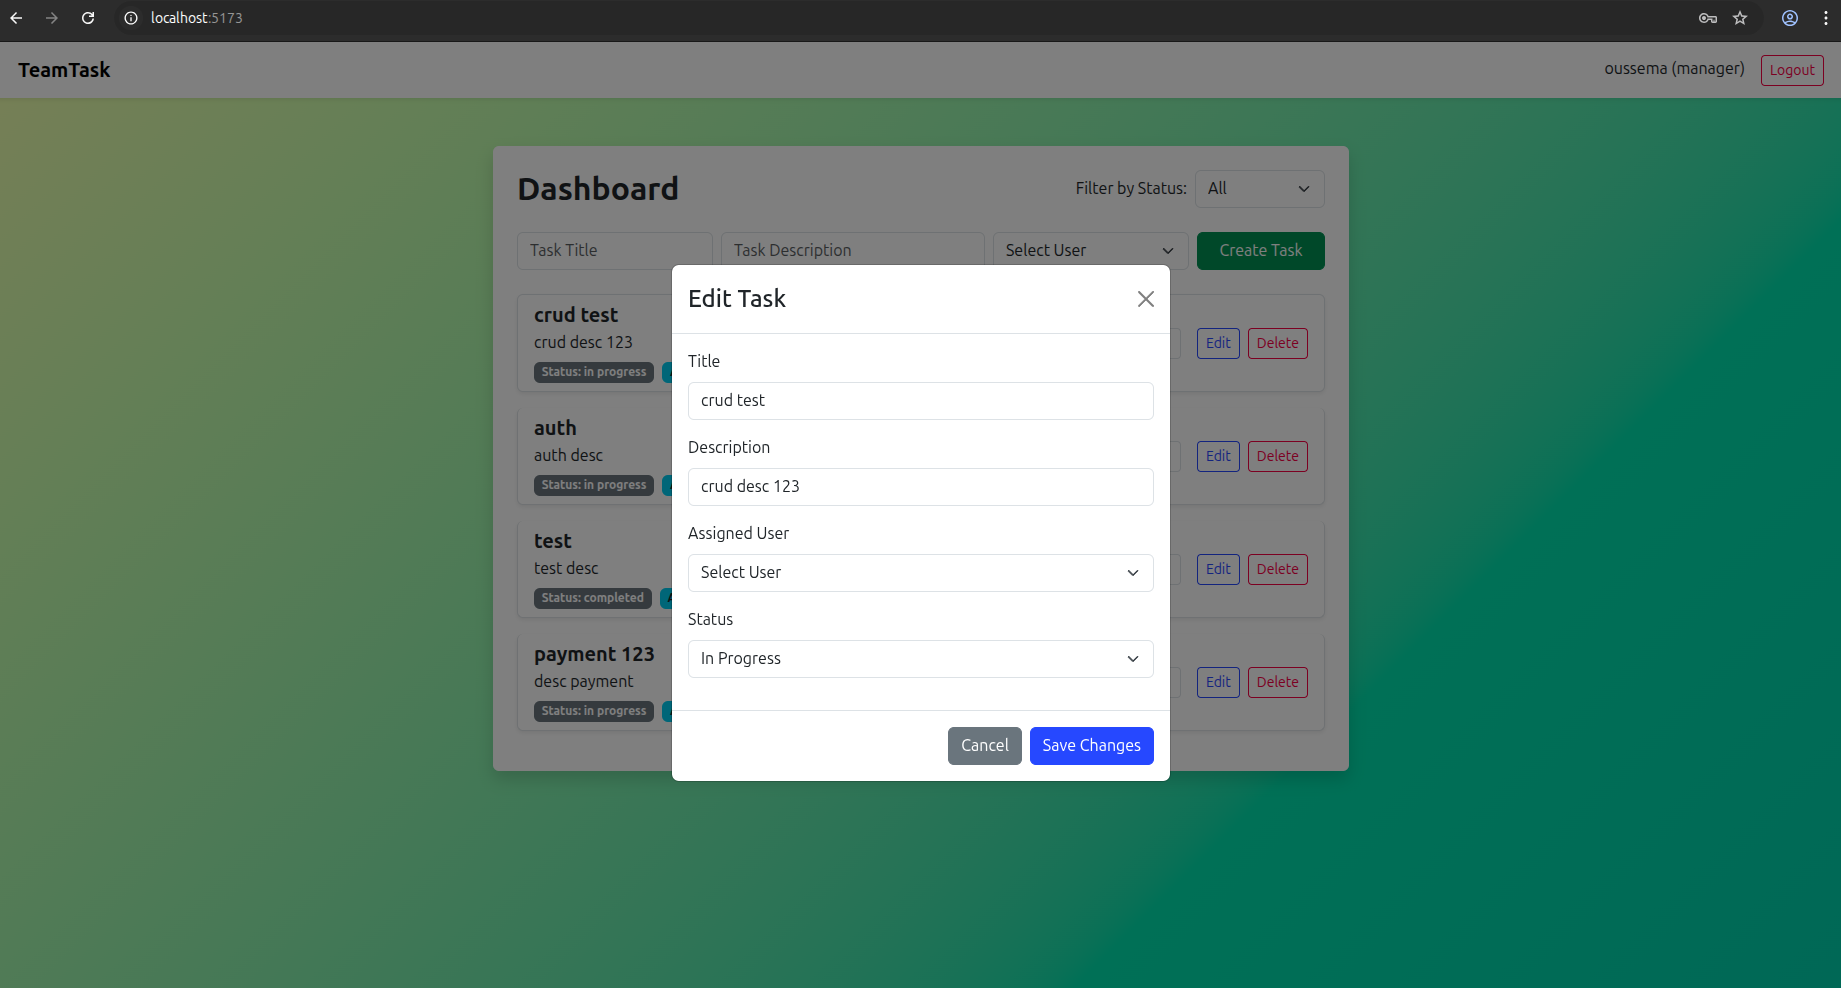 localhost:5173
TeamTask
oussema (manager)
Logout
Dashboard
Filter by Status:
All
Task Title
Task Description
Select User
Create Task
crud test
crud desc 123
Status: in progress
Edit
Delete
auth
auth desc
Status: in progress
Edit
Delete
test
test desc
Status: completed
Edit
Delete
payment 123
desc payment
Status: in progress
Edit
Delete
Edit Task
Title
crud test
Description
crud desc 123
Assigned User
Select User
Status
In Progress
Cancel
Save Changes